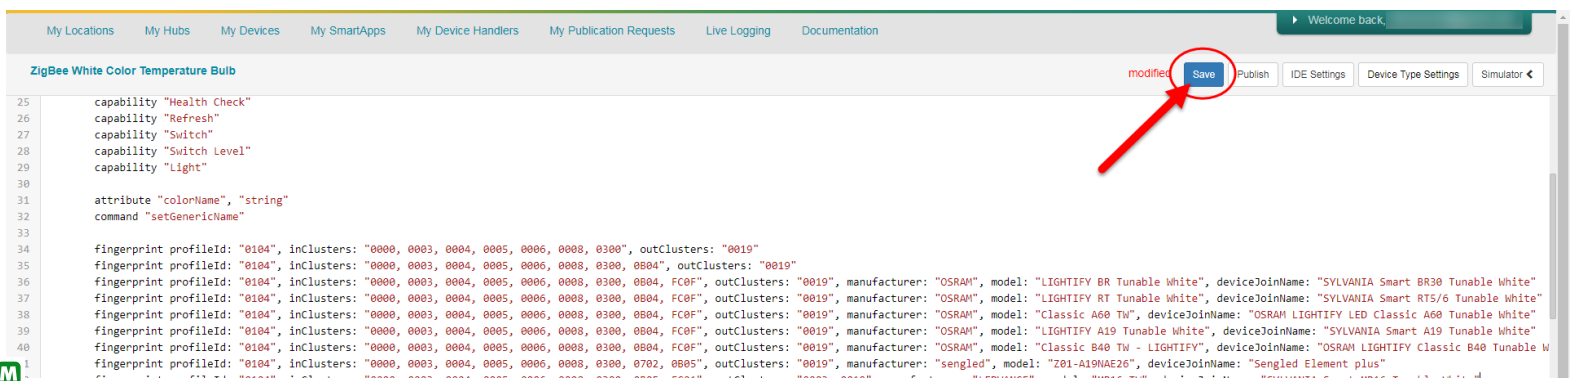 My Locations My Hubs My Devices My SmartApps My Device Handlers My Publication Requests Live Logging Documentation Welcome back,
ZigBee White Color Temperature Bulb modified Save Publish IDE Settings Device Type Settings Simulator
25 capability "Health Check"
26 capability "Refresh"
27 capability "Switch"
28 capability "Switch Level"
29 capability "Light"
30
31 attribute "colorName", "string"
32 command "setGenericName"
33
34 fingerprint profileId: "0104", inClusters: "0000, 0003, 0004, 0005, 0006, 0008, 0300", outClusters: "0019"
35 fingerprint profileId: "0104", inClusters: "0000, 0003, 0004, 0005, 0006, 0008, 0300, 0B04", outClusters: "0019"
36 fingerprint profileId: "0104", inClusters: "0000, 0003, 0004, 0005, 0006, 0008, 0300, 0B04, FC0F", outClusters: "0019", manufacturer: "OSRAM", model: "LIGHTIFY BR Tunable White", deviceJoinName: "SYLVANIA Smart BR30 Tunable White"
37 fingerprint profileId: "0104", inClusters: "0000, 0003, 0004, 0005, 0006, 0008, 0300, 0B04, FC0F", outClusters: "0019", manufacturer: "OSRAM", model: "LIGHTIFY RT Tunable White", deviceJoinName: "SYLVANIA Smart RT5/6 Tunable White"
38 fingerprint profileId: "0104", inClusters: "0000, 0003, 0004, 0005, 0006, 0008, 0300, 0B04, FC0F", outClusters: "0019", manufacturer: "OSRAM", model: "Classic A60 TW", deviceJoinName: "OSRAM LIGHTIFY LED Classic A60 Tunable White"
39 fingerprint profileId: "0104", inClusters: "0000, 0003, 0004, 0005, 0006, 0008, 0300, 0B04, FC0F", outClusters: "0019", manufacturer: "OSRAM", model: "LIGHTIFY A19 Tunable White", deviceJoinName: "SYLVANIA Smart A19 Tunable White"
40 fingerprint profileId: "0104", inClusters: "0000, 0003, 0004, 0005, 0006, 0008, 0300, 0B04, FC0F", outClusters: "0019", manufacturer: "OSRAM", model: "Classic B40 TW - LIGHTIFY", deviceJoinName: "OSRAM LIGHTIFY Classic B40 Tunable W
1 fingerprint profileId: "0104", inClusters: "0000, 0003, 0004, 0005, 0006, 0008, 0300, 0702, 0B05", outClusters: "0019", manufacturer: "sengled", model: "Z01-A19NAE26", deviceJoinName: "Sengled Element plus"
M